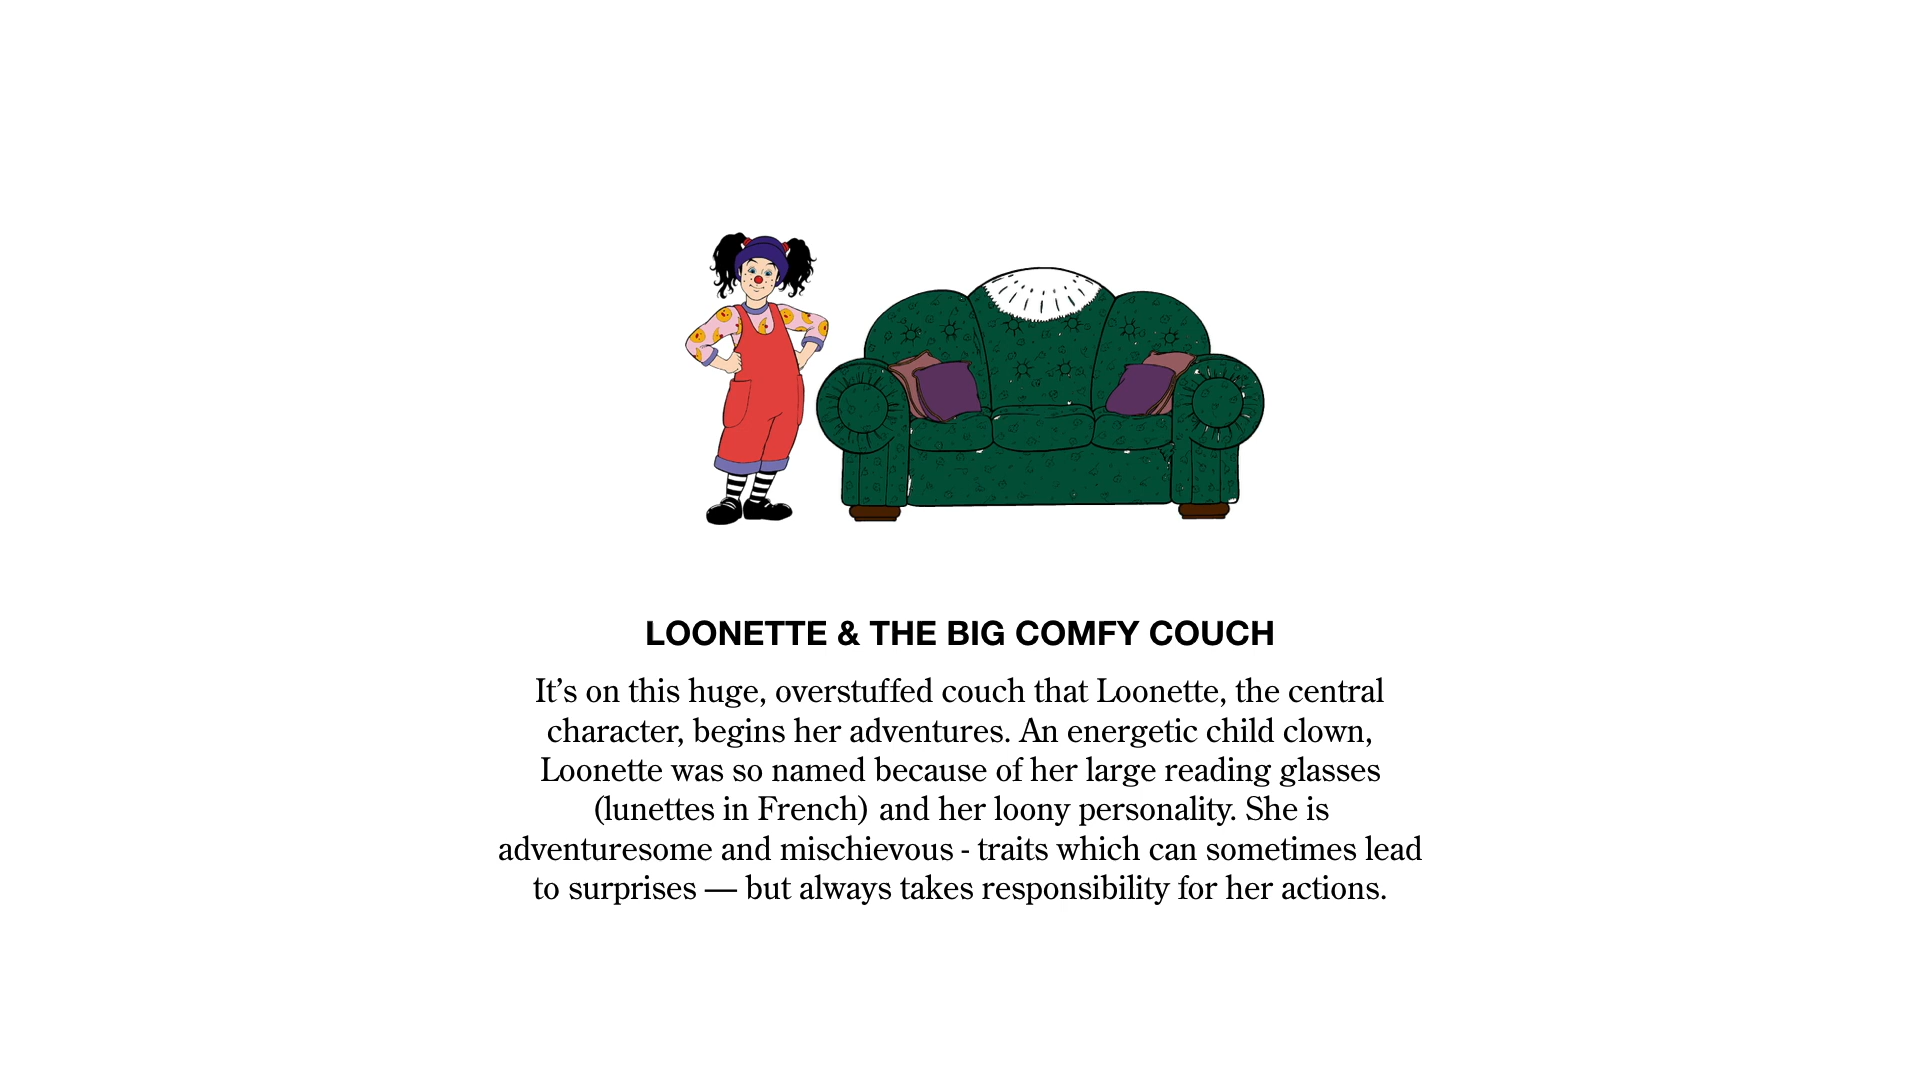 LOONETTE & THE BIG COMFY COUCH
It’s on this huge, overstuffed couch that Loonette, the central
character, begins her adventures. An energetic child clown,
Loonette was so named because of her large reading glasses
(lunettes in French) and her loony personality. She is
adventuresome and mischievous - traits which can sometimes lead
to surprises — but always takes responsibility for her actions.